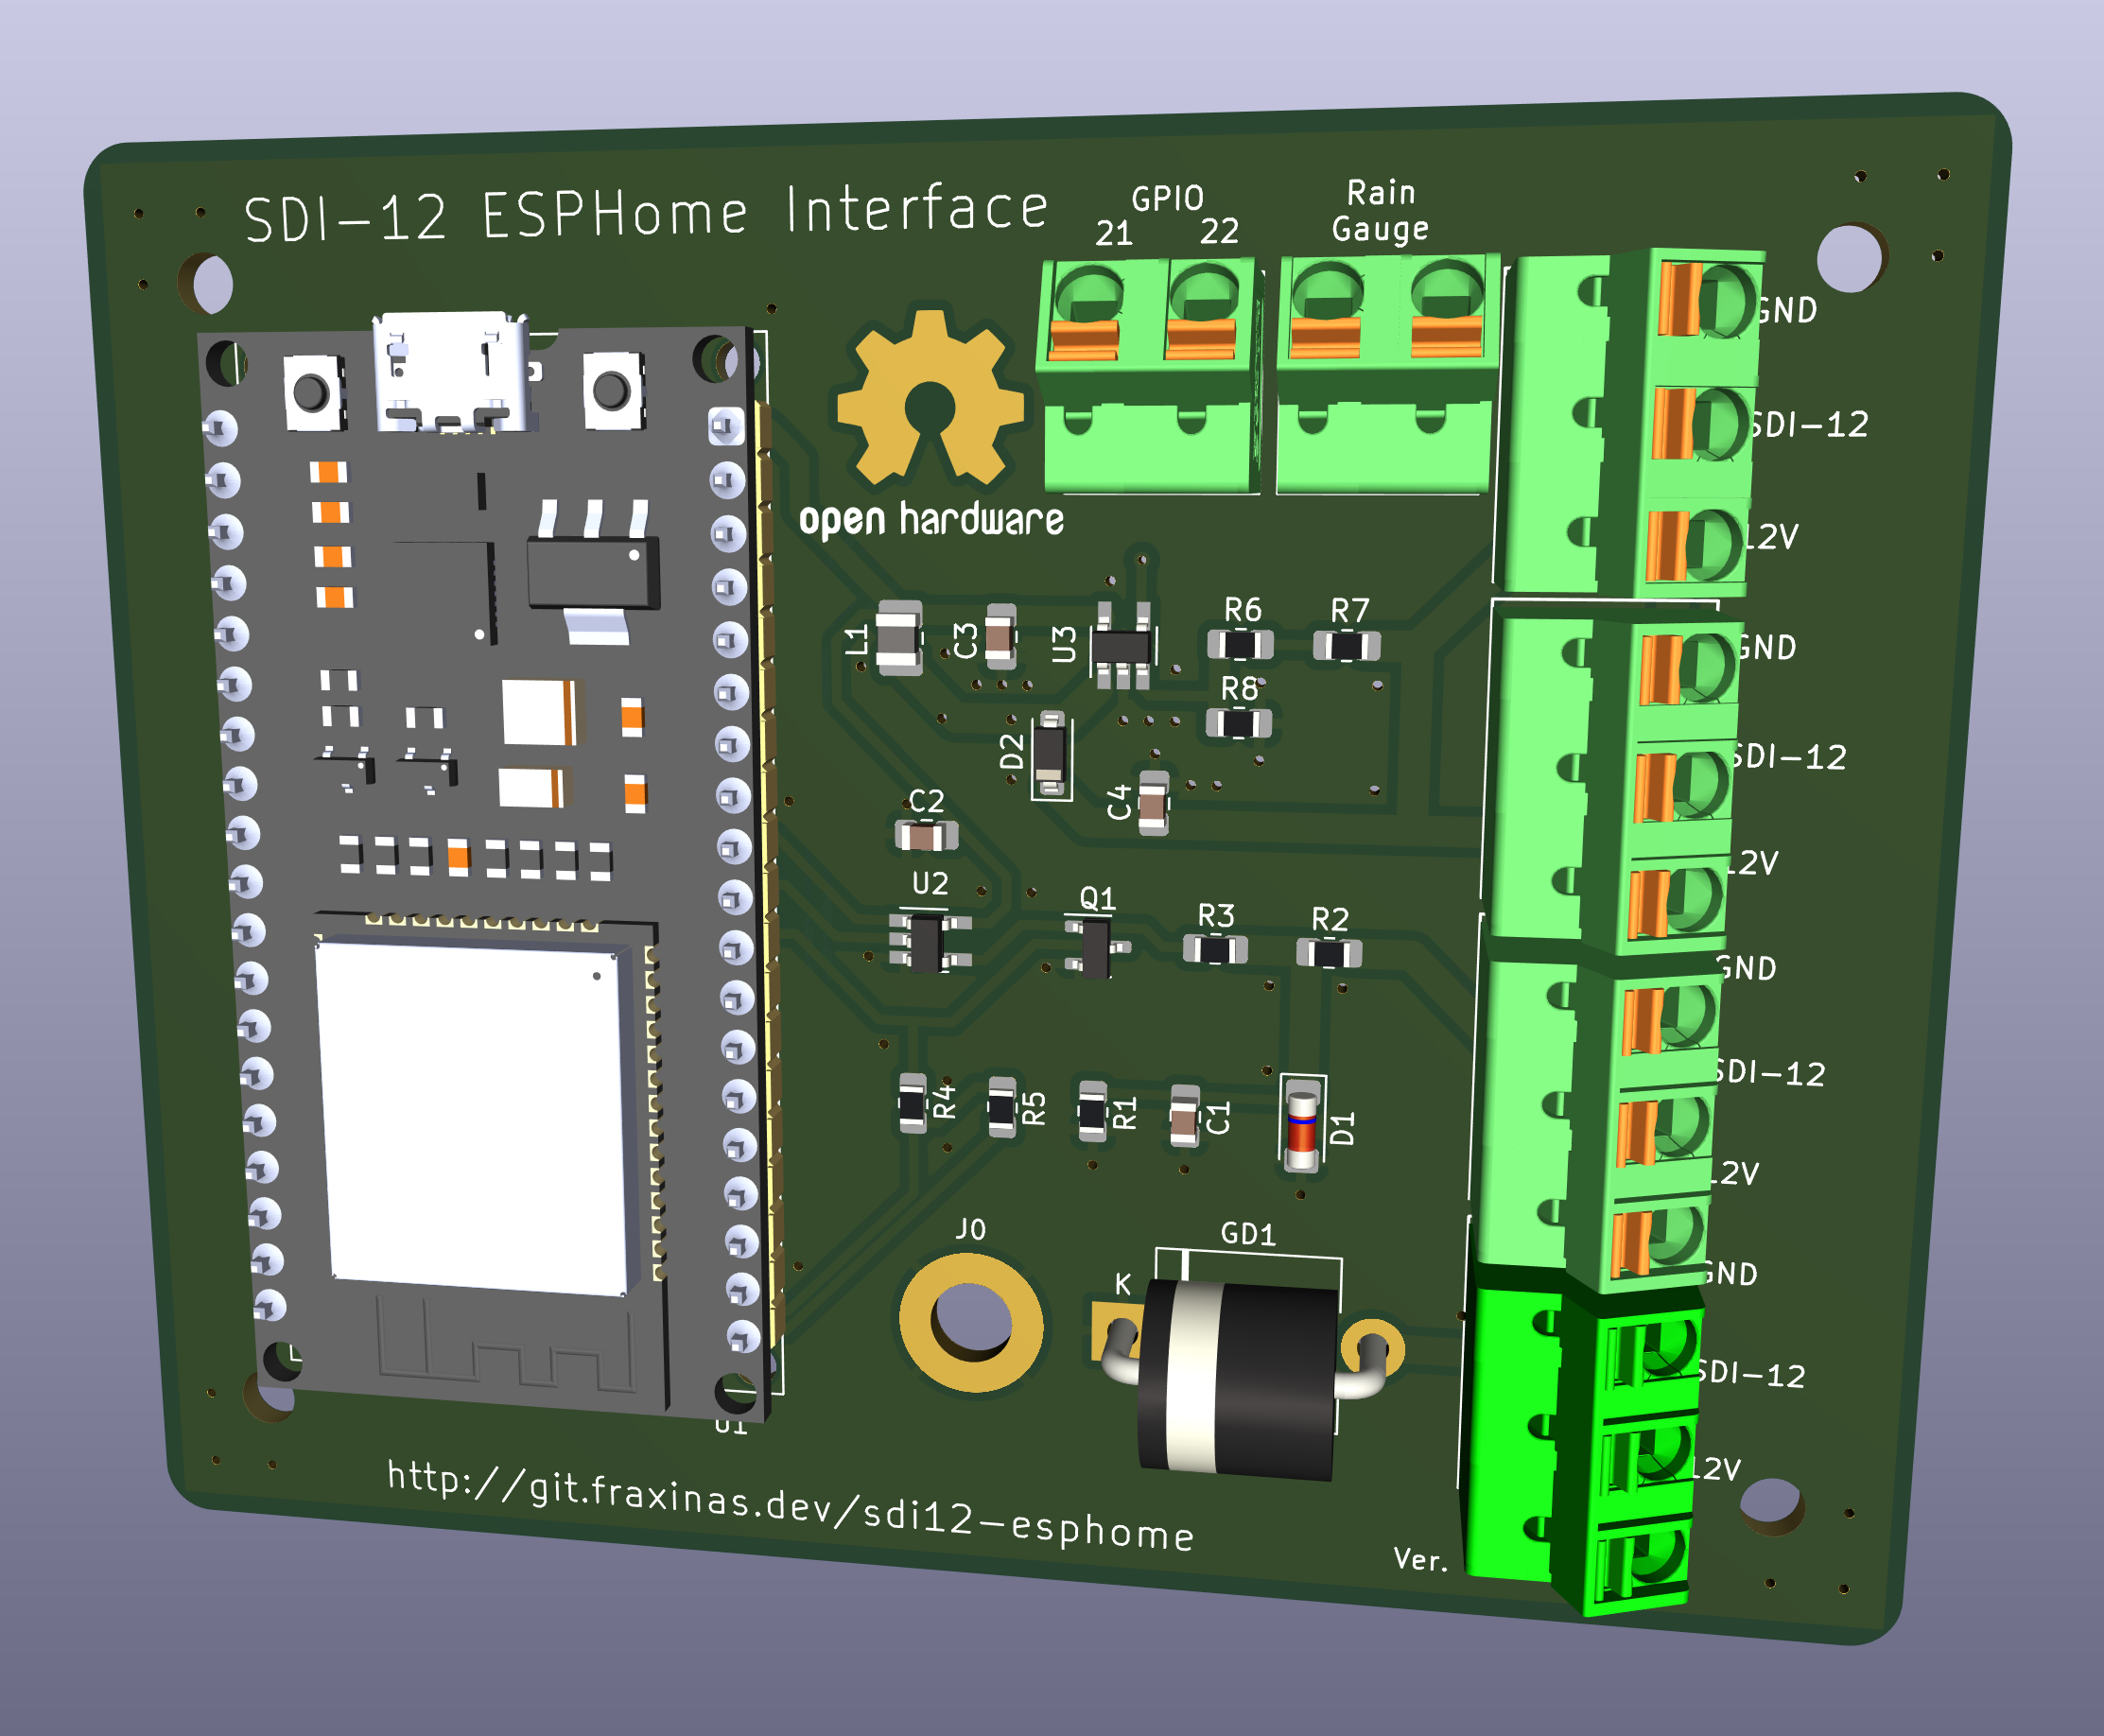 SDI-12 ESPHome Interface
GPIO
21 22
Rain
Gauge
GND
SDI-12
12V
open hardware
L1
C3
U3
R6
R7
R8
D2
C4
C2
GND
SDI-12
12V
U2
Q1
R3
R2
GND
SDI-12
12V
R4
R5
R1
C1
D1
J0
GD1
K
GND
SDI-12
12V
U1
http://git.fraxinas.dev/sdi12-esphome
Ver.